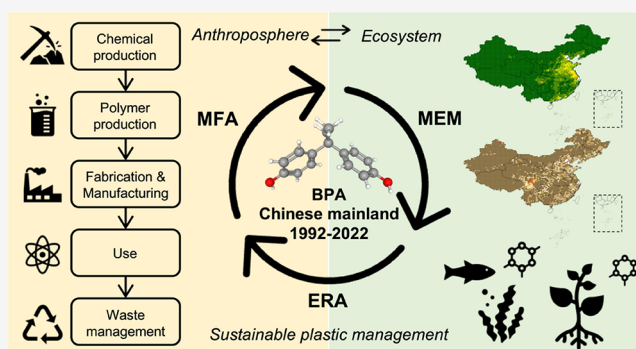 Chemical
production
Polymer
production
Fabrication &
Manufacturing
Use
Waste
management
Anthroposphere
Ecosystem
MFA
MEM
BPA
Chinese mainland
1992-2022
ERA
Sustainable plastic management